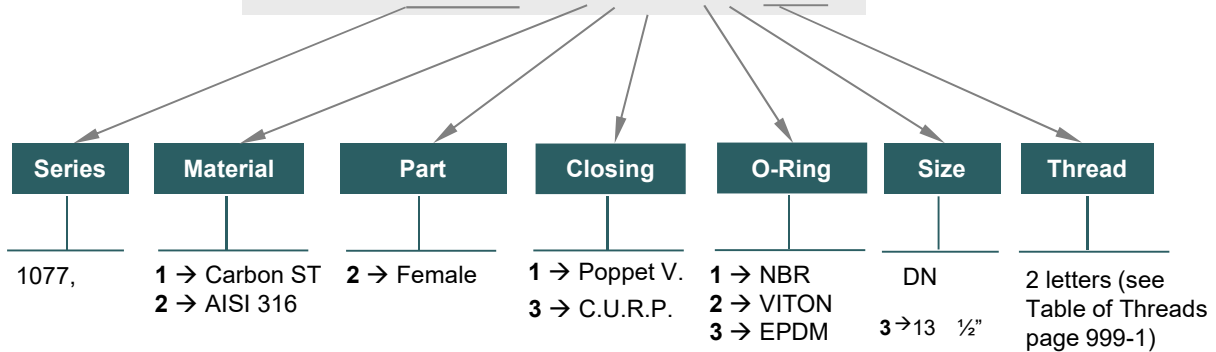 Series Material Part Closing O-Ring Size Thread
1077, 1 → Carbon ST 2 → Female 1 → Poppet V. 1 → NBR DN 2 letters (see
2 → AISI 316 3 → C.U.R.P. 2 → VITON 3 → 13 ½” Table of Threads
3 → EPDM page 999-1)